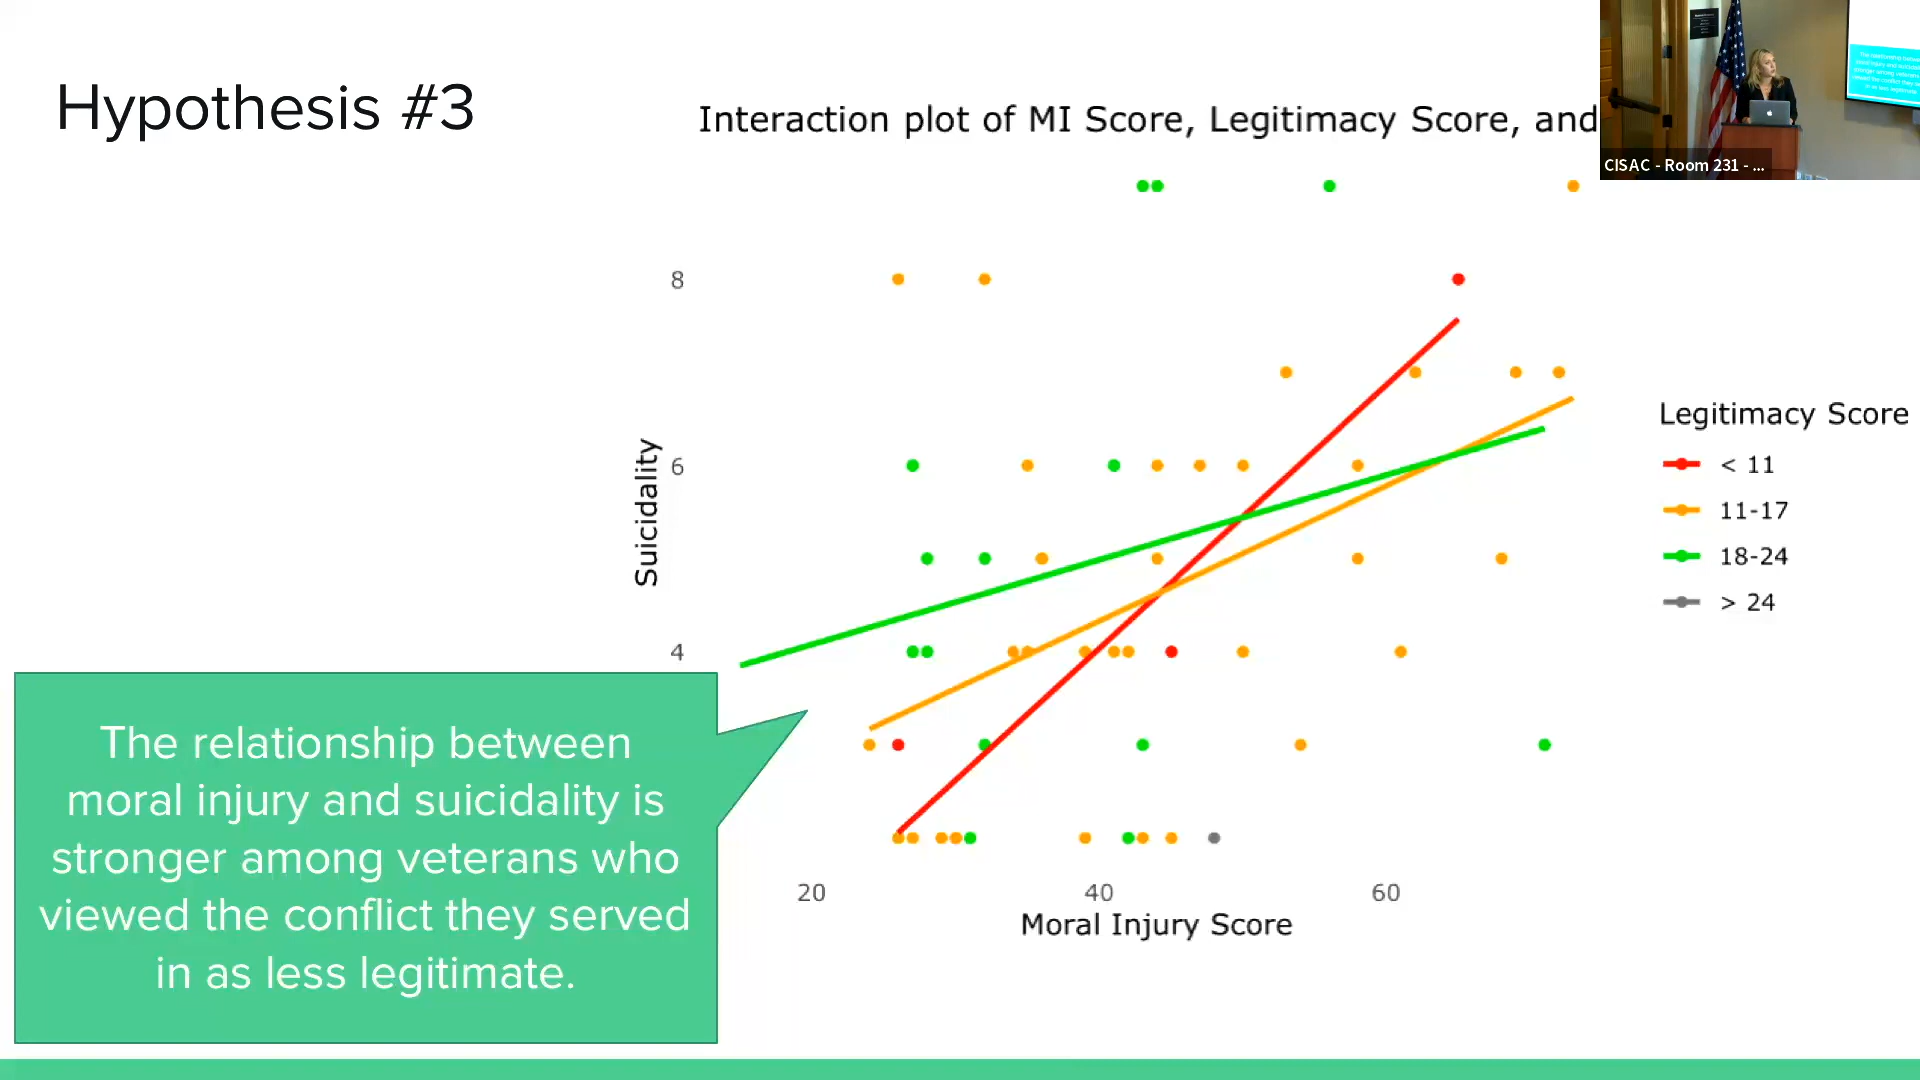 Hypothesis #3
Interaction plot of MI Score, Legitimacy Score, and
CISAC - Room 231 - ...
8
6
4
Suicidality
20 40 60
Moral Injury Score
Legitimacy Score
< 11
11-17
18-24
> 24
The relationship between
moral injury and suicidality is
stronger among veterans who
viewed the conflict they served
in as less legitimate.